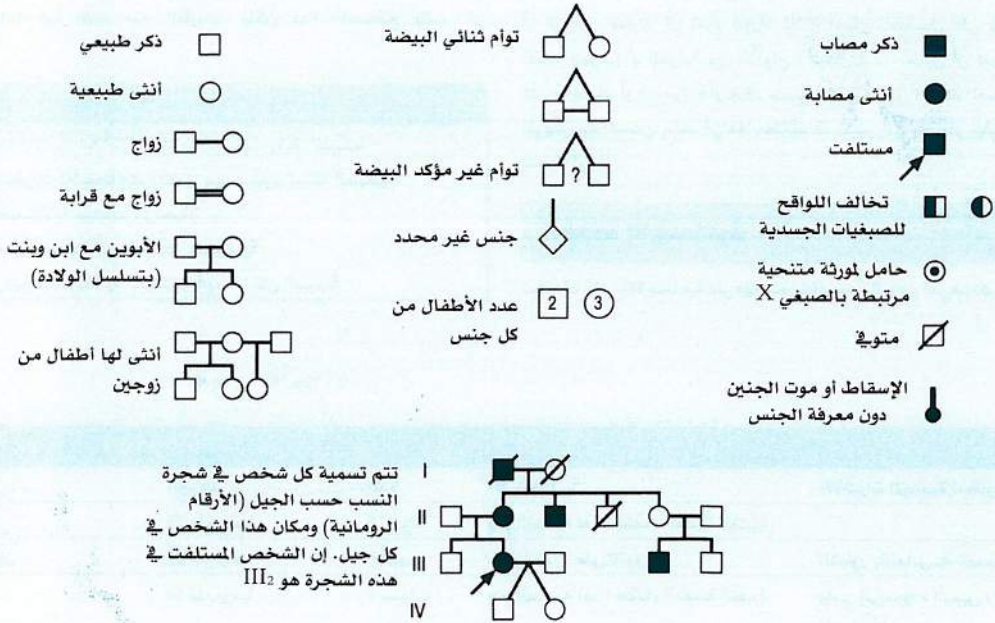 ذكر مصاب
أنثى مصابة
مستلفت
تخالف اللواقح
للصبغيات الجسدية
حامل لمورثة متنحية
مرتبطة بالصبغي X
متوفى
الإسقاط أو موت الجنين
دون معرفة الجنس
توأم ثنائي البيضة
توأم غير مؤكد البيضة
?
جنس غير محدد
عدد الأطفال من
كل جنس
2 3
ذكر طبيعي
أنثى طبيعية
زواج
زواج مع قرابة
الأبوين مع ابن وبنت
(بتسلسل الولادة)
أنثى لها أطفال من
زوجين
تتم تسمية كل شخص في شجرة
النسب حسب الجيل (الأرقام
الرومانية) ومكان هذا الشخص في
كل جيل. إن الشخص المستلفت في
هذه الشجرة هو III2
I
II
III
IV